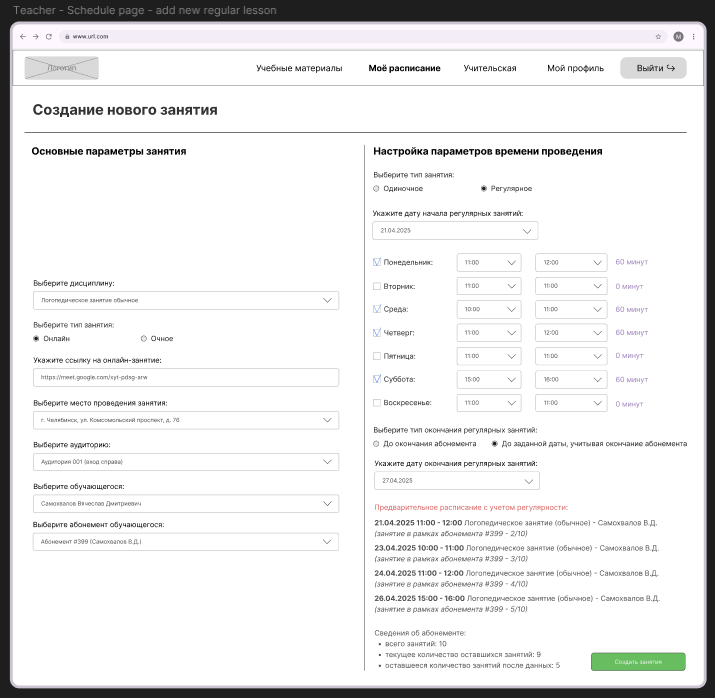 Teacher - Schedule page - add new regular lesson
www.url.com
M
Логотип
Учебные материалы
Моё расписание
Учительская
Мой профиль
Выйти
Создание нового занятия
Основные параметры занятия
Выберите дисциплину:
Логопедическое занятие обычное
Выберите тип занятия:
Онлайн
Очное
Укажите ссылку на онлайн-занятие:
https://meet.google.com/xyt-pdsg-arw
Выберите место проведения занятия:
г. Челябинск, ул. Комсомольский проспект, д. 76
Выберите аудиторию:
Аудитория 001 (вход справа)
Выберите обучающегося:
Самохвалов Вячеслав Дмитриевич
Выберите абонемент обучающегося:
Абонемент #399 (Самохвалов В.Д.)
Настройка параметров времени проведения
Выберите тип занятия:
Одиночное
Регулярное
Укажите дату начала регулярных занятий:
21.04.2025
Понедельник: 11:00 12:00 60 минут
Вторник: 11:00 11:00 0 минут
Среда: 10:00 11:00 60 минут
Четверг: 11:00 12:00 60 минут
Пятница: 11:00 11:00 0 минут
Суббота: 15:00 16:00 60 минут
Воскресенье: 11:00 11:00 0 минут
Выберите тип окончания регулярных занятий:
До окончания абонемента
До заданной даты, учитывая окончание абонемента
Укажите дату окончания регулярных занятий:
27.04.2025
Предварительное расписание с учетом регулярности:
21.04.2025 11:00 - 12:00 Логопедическое занятие (обычное) - Самохвалов В.Д.
(занятие в рамках абонемента #399 - 2/10)
23.04.2025 10:00 - 11:00 Логопедическое занятие (обычное) - Самохвалов В.Д.
(занятие в рамках абонемента #399 - 3/10)
24.04.2025 11:00 - 12:00 Логопедическое занятие (обычное) - Самохвалов В.Д.
(занятие в рамках абонемента #399 - 4/10)
26.04.2025 15:00 - 16:00 Логопедическое занятие (обычное) - Самохвалов В.Д.
(занятие в рамках абонемента #399 - 5/10)
Сведения об абонементе:
• всего занятий: 10
• текущее количество оставшихся занятий: 9
• оставшееся количество занятий после данных: 5
Создать занятия